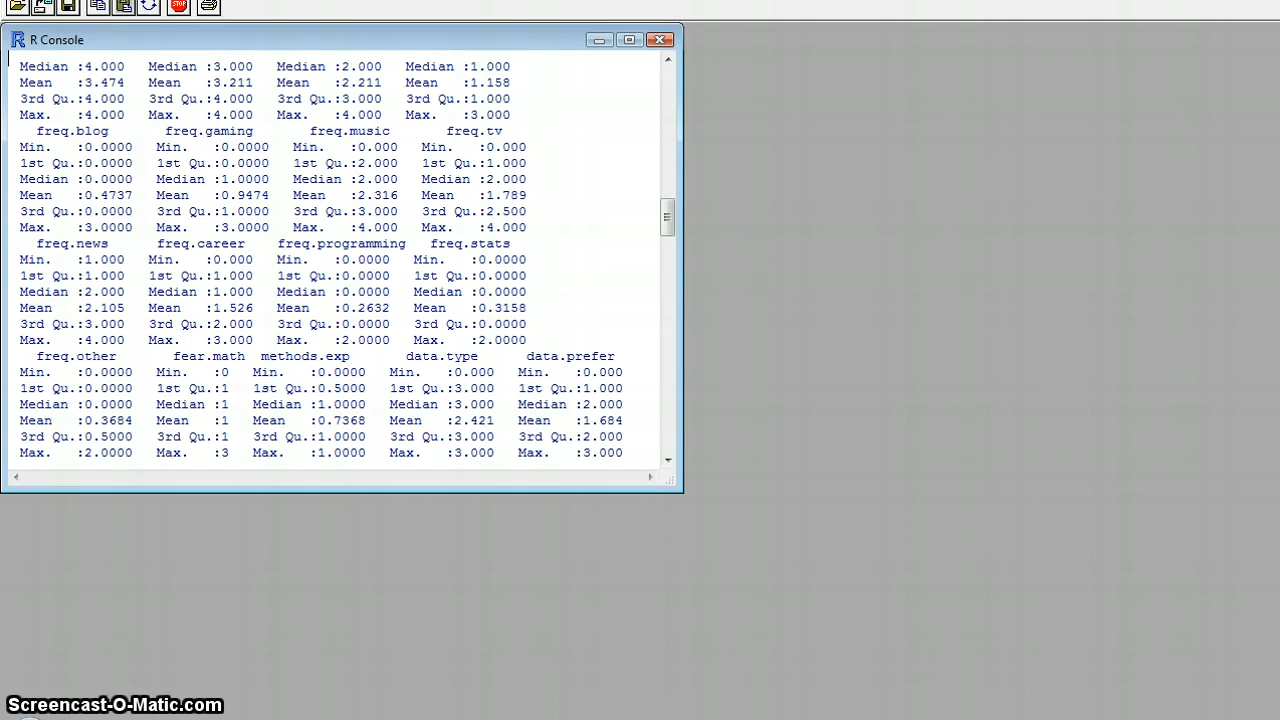 R Console
Median :4.000 Median :3.000 Median :2.000 Median :1.000
Mean :3.474 Mean :3.211 Mean :2.211 Mean :1.158
3rd Qu.:4.000 3rd Qu.:4.000 3rd Qu.:3.000 3rd Qu.:1.000
Max. :4.000 Max. :4.000 Max. :4.000 Max. :3.000
freq.blog freq.gaming freq.music freq.tv
Min. :0.0000 Min. :0.0000 Min. :0.000 Min. :0.000
1st Qu.:0.0000 1st Qu.:0.0000 1st Qu.:2.000 1st Qu.:1.000
Median :0.0000 Median :1.0000 Median :2.000 Median :2.000
Mean :0.4737 Mean :0.9474 Mean :2.316 Mean :1.789
3rd Qu.:0.0000 3rd Qu.:1.0000 3rd Qu.:3.000 3rd Qu.:2.500
Max. :3.0000 Max. :3.0000 Max. :4.000 Max. :4.000
freq.news freq.career freq.programming freq.stats
Min. :1.000 Min. :0.000 Min. :0.0000 Min. :0.0000
1st Qu.:1.000 1st Qu.:1.000 1st Qu.:0.0000 1st Qu.:0.0000
Median :2.000 Median :1.000 Median :0.0000 Median :0.0000
Mean :2.105 Mean :1.526 Mean :0.2632 Mean :0.3158
3rd Qu.:3.000 3rd Qu.:2.000 3rd Qu.:0.0000 3rd Qu.:0.0000
Max. :4.000 Max. :3.000 Max. :2.0000 Max. :2.0000
freq.other fear.math methods.exp data.type data.prefer
Min. :0.0000 Min. :0 Min. :0.0000 Min. :0.000 Min. :0.000
1st Qu.:0.0000 1st Qu.:1 1st Qu.:0.5000 1st Qu.:3.000 1st Qu.:1.000
Median :0.0000 Median :1 Median :1.0000 Median :3.000 Median :2.000
Mean :0.3684 Mean :1 Mean :0.7368 Mean :2.421 Mean :1.684
3rd Qu.:0.5000 3rd Qu.:1 3rd Qu.:1.0000 3rd Qu.:3.000 3rd Qu.:2.000
Max. :2.0000 Max. :3 Max. :1.0000 Max. :3.000 Max. :3.000
Screencast-O-Matic.com